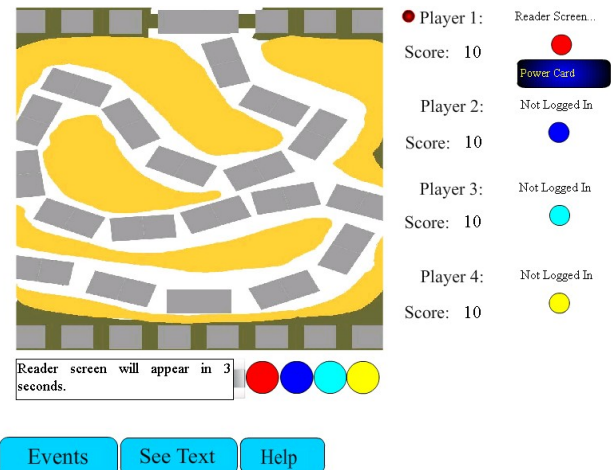 Player 1:
Reader Screen...
Score: 10
Power Card
Player 2:
Not Logged In
Score: 10
Player 3:
Not Logged In
Score: 10
Player 4:
Not Logged In
Score: 10
Reader screen will appear in 3
seconds.
Events
See Text
Help